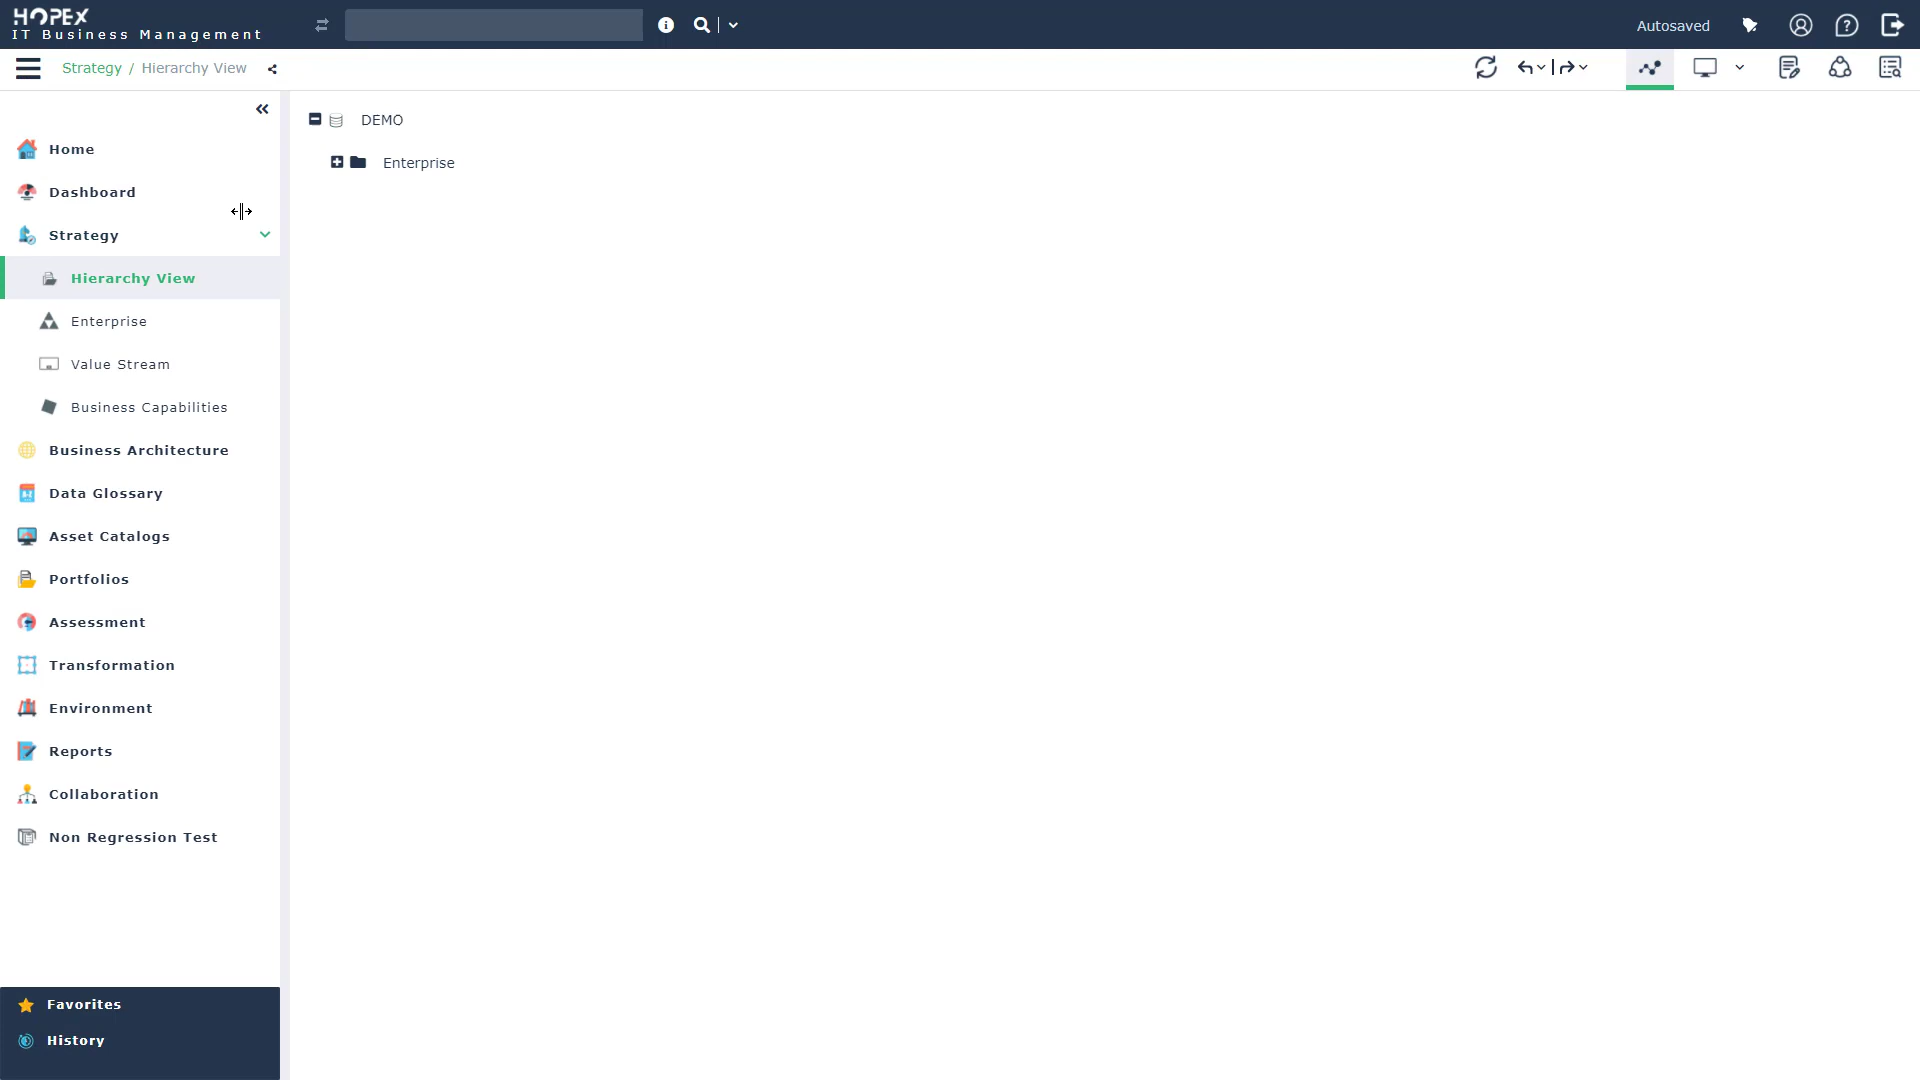 HOPEX
IT Business Management
Autosaved
Strategy / Hierarchy View
DEMO
Enterprise
Home
Dashboard
Strategy
Hierarchy View
Enterprise
Value Stream
Business Capabilities
Business Architecture
Data Glossary
Asset Catalogs
Portfolios
Assessment
Transformation
Environment
Reports
Collaboration
Non Regression Test
Favorites
History